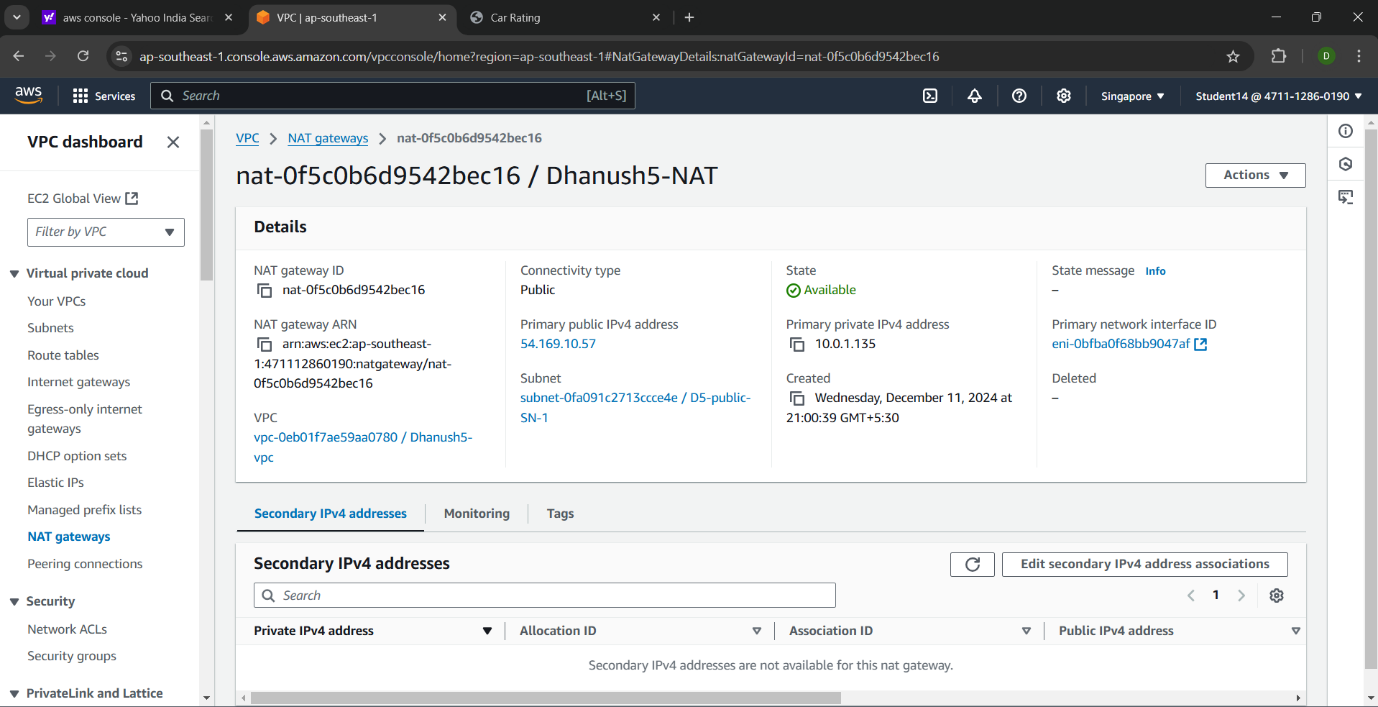 aws console - Yahoo India Sear
VPC | ap-southeast-1
Car Rating
ap-southeast-1.console.aws.amazon.com/vpcconsole/home?region=ap-southeast-1#NatGatewayDetails:natGatewayId=nat-0f5c0b6d9542bec16
D
aws
Services
Search
[Alt+S]
Singapore
Student14 @ 4711-1286-0190
VPC dashboard
EC2 Global View
Filter by VPC
Virtual private cloud
Your VPCs
Subnets
Route tables
Internet gateways
Egress-only internet
gateways
DHCP option sets
Elastic IPs
Managed prefix lists
NAT gateways
Peering connections
Security
Network ACLs
Security groups
PrivateLink and Lattice
VPC > NAT gateways > nat-0f5c0b6d9542bec16
nat-0f5c0b6d9542bec16 / Dhanush5-NAT
Actions
Details
NAT gateway ID
nat-0f5c0b6d9542bec16
NAT gateway ARN
arn:aws:ec2:ap-southeast-
1:471112860190:natgateway/nat-
0f5c0b6d9542bec16
VPC
vpc-0eb01f7ae59aa0780 / Dhanush5-
vpc
Connectivity type
Public
Primary public IPv4 address
54.169.10.57
Subnet
subnet-0fa091c2713ccce4e / D5-public-
SN-1
State
Available
Primary private IPv4 address
10.0.1.135
Created
Wednesday, December 11, 2024 at
21:00:39 GMT+5:30
State message Info
–
Primary network interface ID
eni-0bfba0f68bb9047af
Deleted
–
Secondary IPv4 addresses
Monitoring
Tags
Secondary IPv4 addresses
Edit secondary IPv4 address associations
Search
1
Private IPv4 address
Allocation ID
Association ID
Public IPv4 address
Secondary IPv4 addresses are not available for this nat gateway.